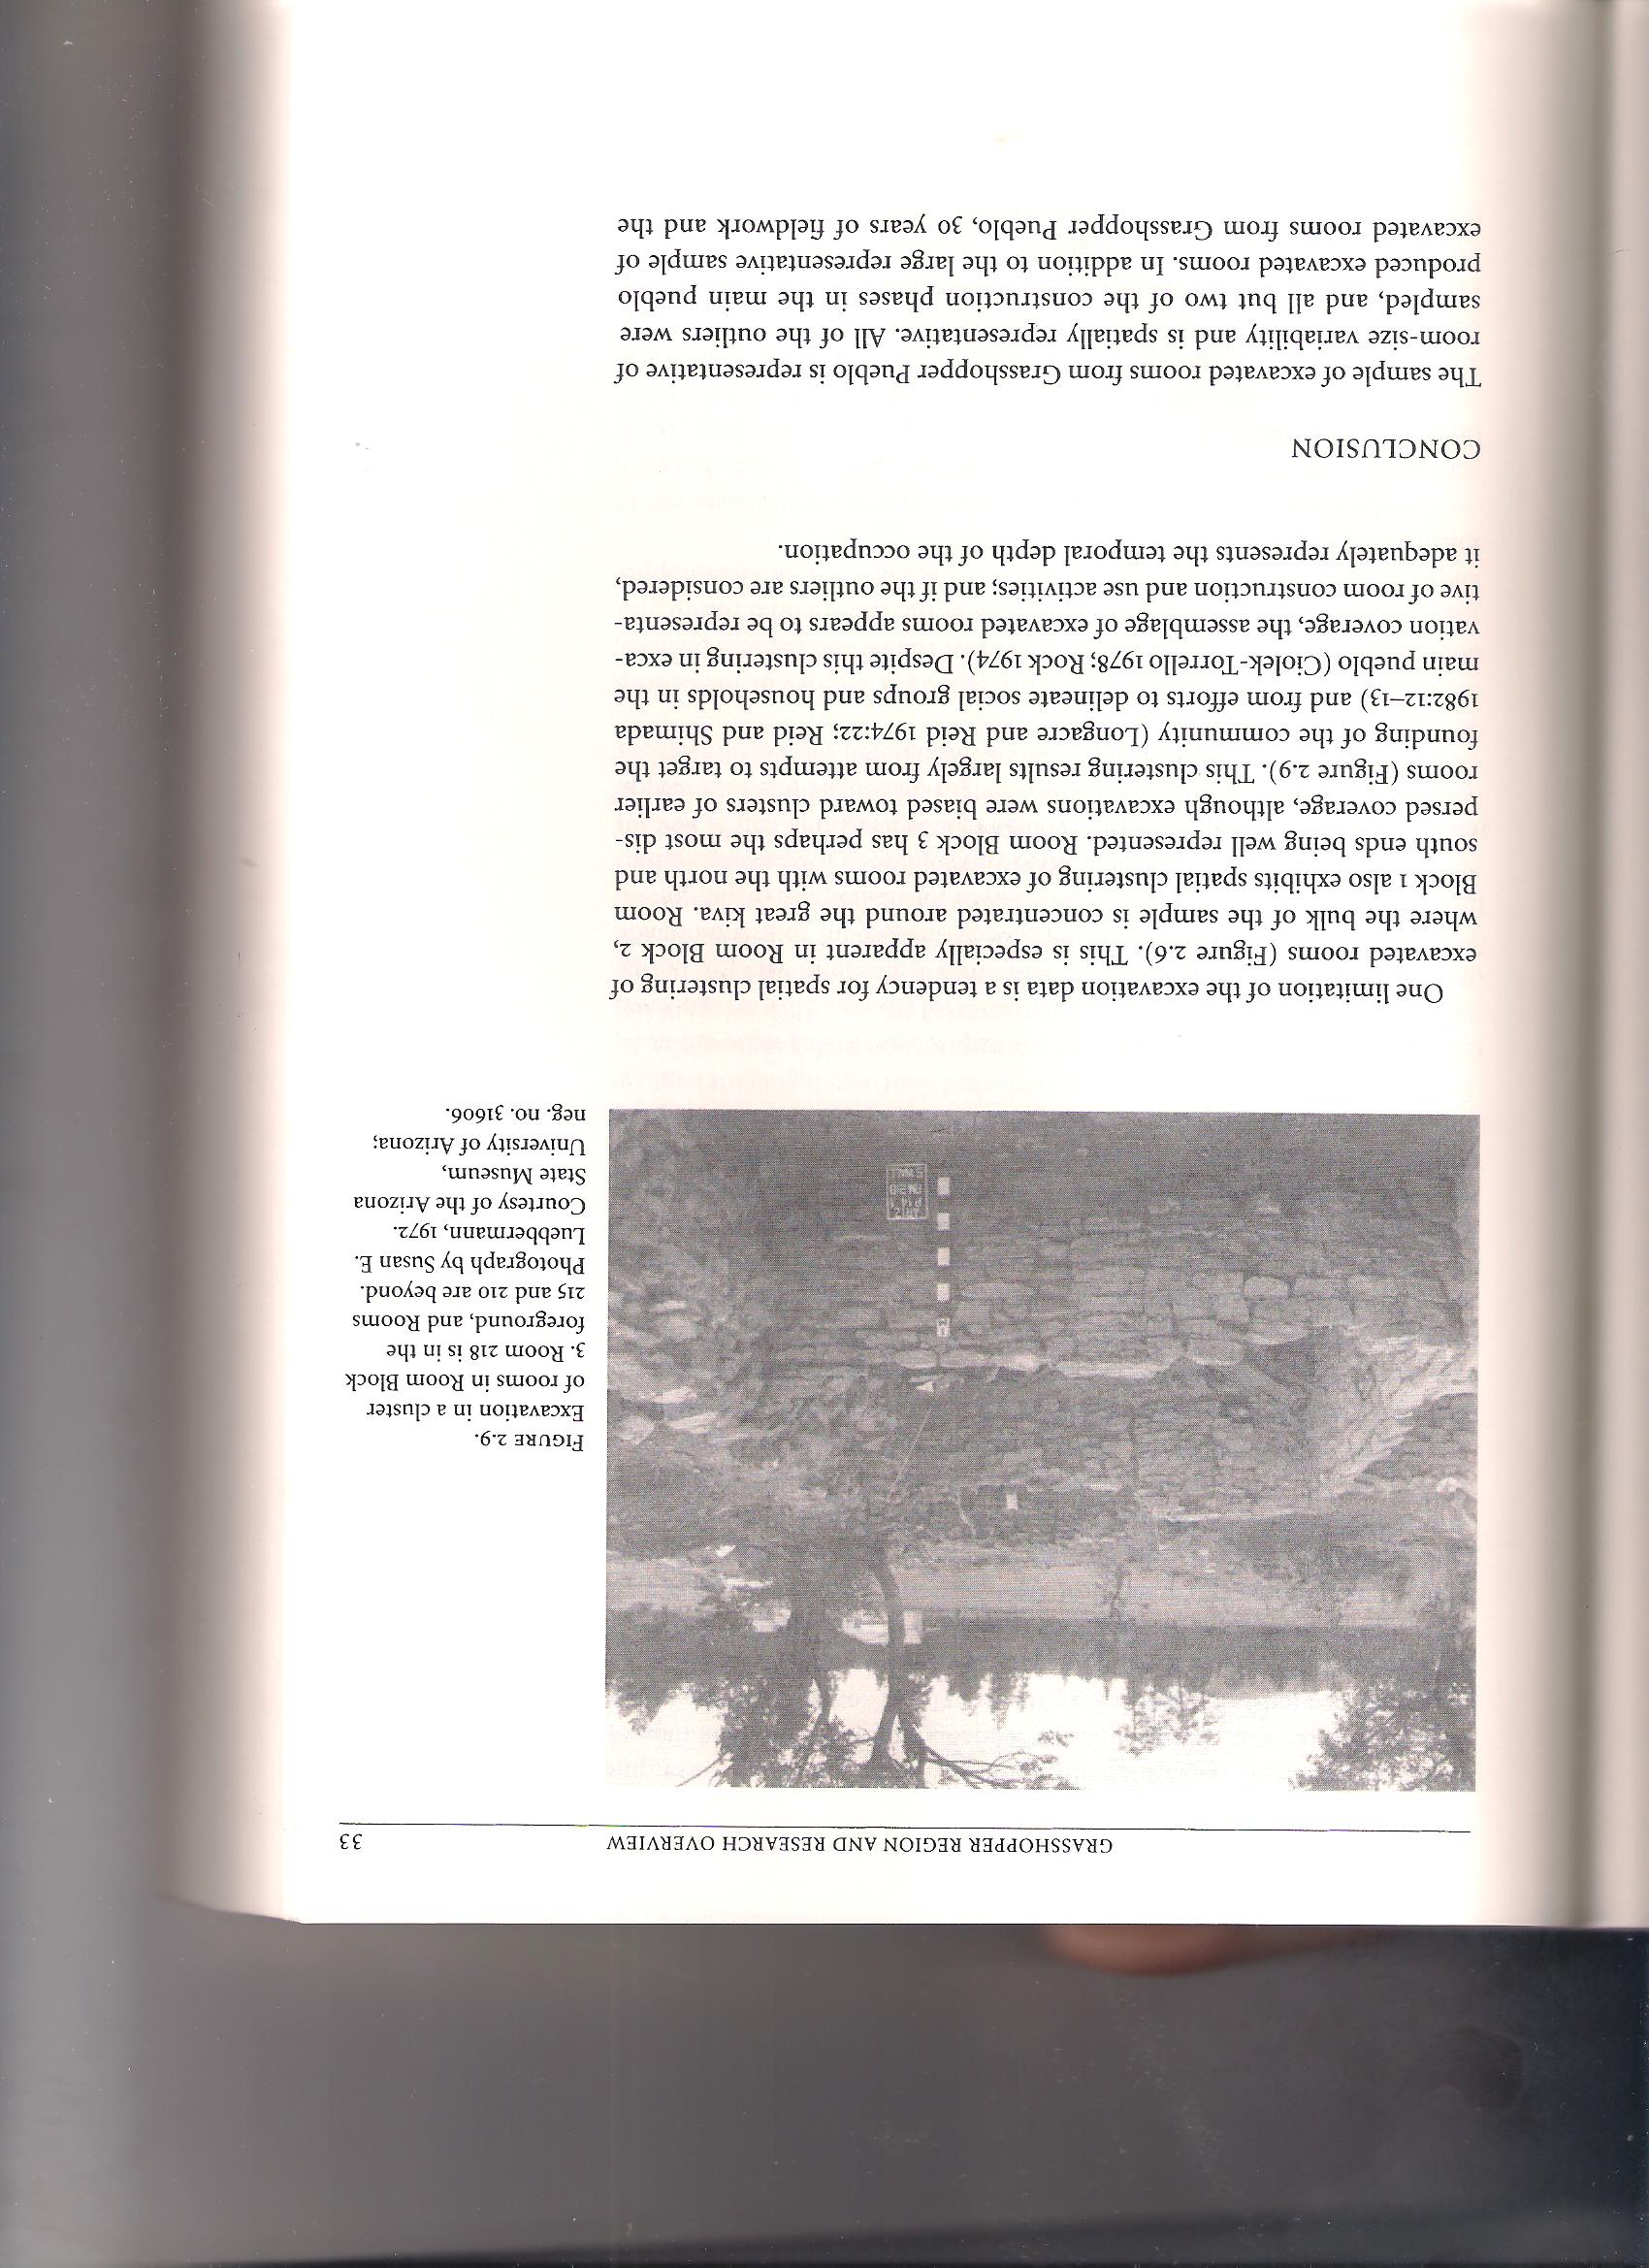 GRASSHOPPER REGION AND RESEARCH OVERVIEW 33
FIGURE 2.9.
Excavation in a cluster
of rooms in Room Block
3. Room 218 is in the
foreground, and Rooms
215 and 210 are beyond.
Photograph by Susan E.
Luebbermann, 1972.
Courtesy of the Arizona
State Museum,
University of Arizona;
neg. no. 31606.
One limitation of the excavation data is a tendency for spatial clustering of
excavated rooms (Figure 2.6). This is especially apparent in Room Block 2,
where the bulk of the sample is concentrated around the great kiva. Room
Block 1 also exhibits spatial clustering of excavated rooms with the north and
south ends being well represented. Room Block 3 has perhaps the most dis-
persed coverage, although excavations were biased toward clusters of earlier
rooms (Figure 2.9). This clustering results largely from attempts to target the
founding of the community (Longacre and Reid 1974:22; Reid and Shimada
1982:12–13) and from efforts to delineate social groups and households in the
main pueblo (Ciolek-Torrello 1978; Rock 1974). Despite this clustering in exca-
vation coverage, the assemblage of excavated rooms appears to be representa-
tive of room construction and use activities; and if the outliers are considered,
it adequately represents the temporal depth of the occupation.
CONCLUSION
The sample of excavated rooms from Grasshopper Pueblo is representative of
room-size variability and is spatially representative. All of the outliers were
sampled, and all but two of the construction phases in the main pueblo
produced excavated rooms. In addition to the large representative sample of
excavated rooms from Grasshopper Pueblo, 30 years of fieldwork and the